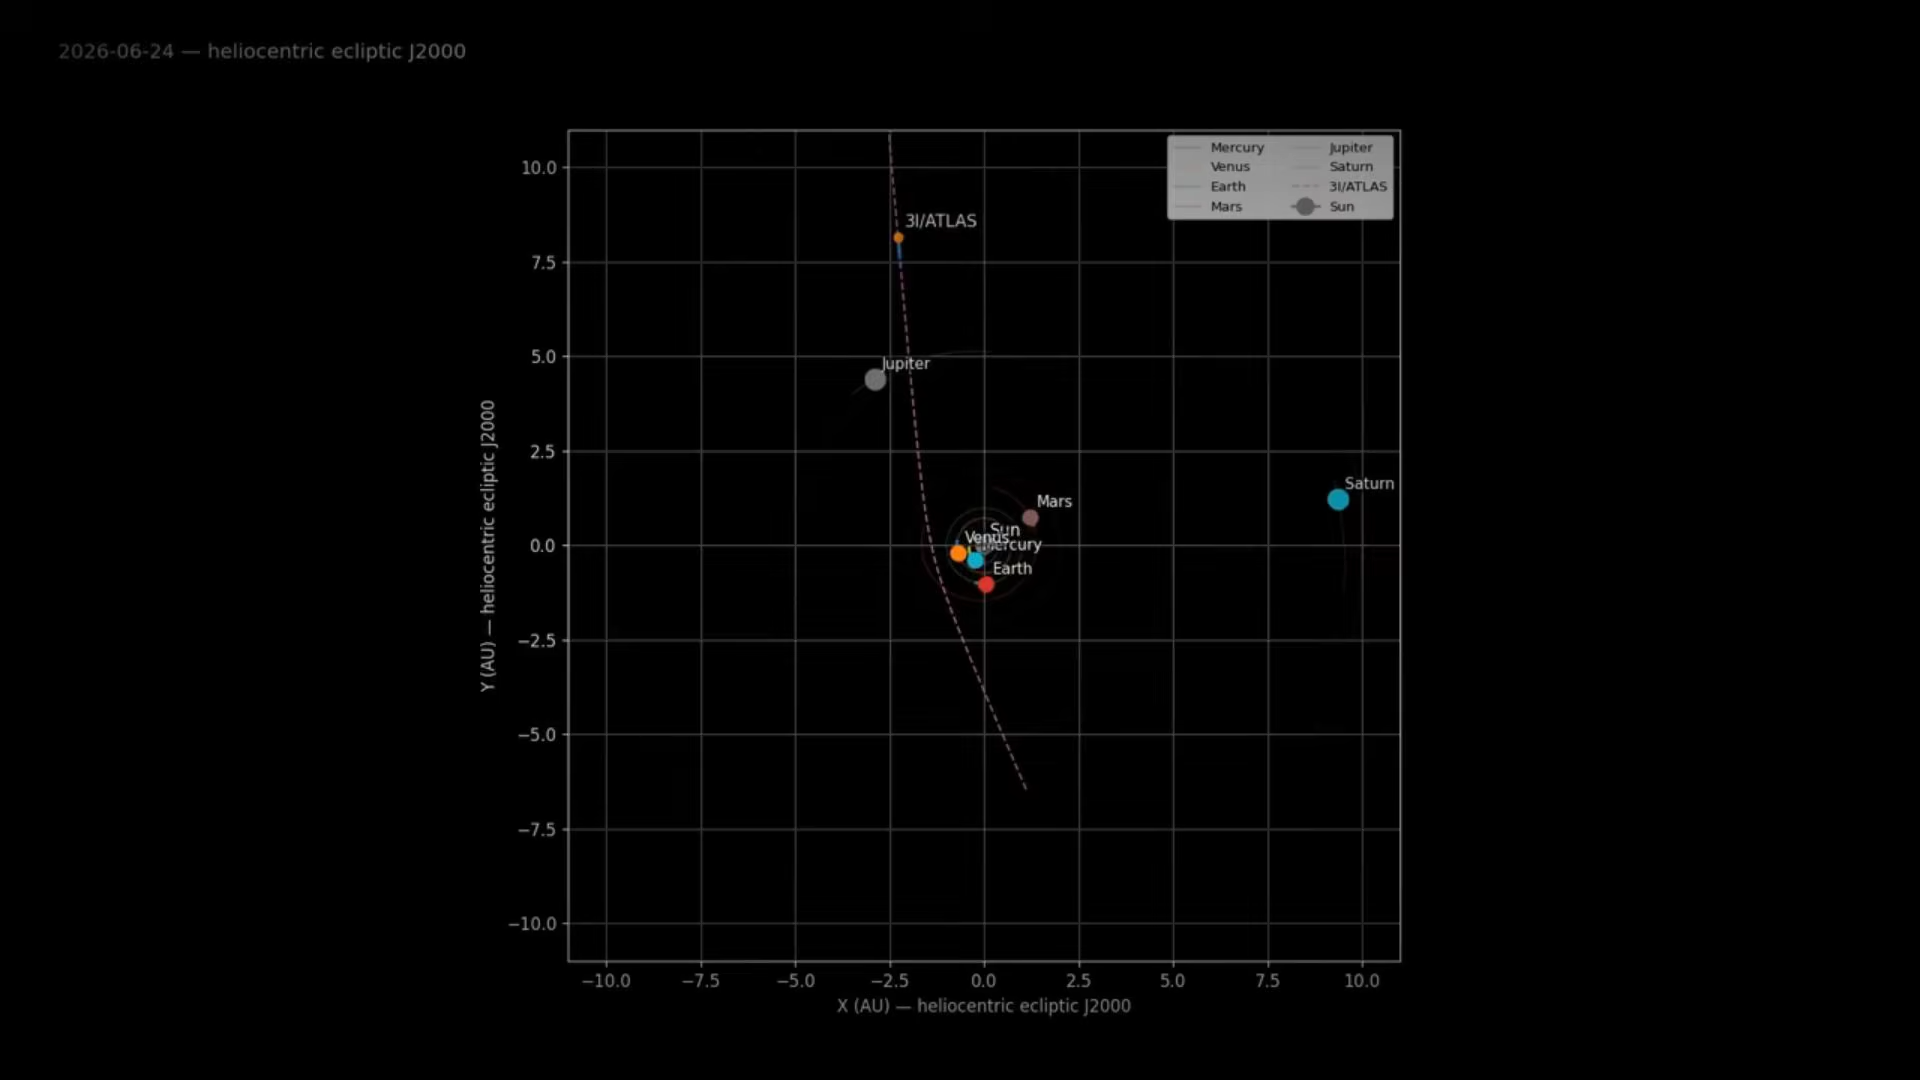 2026-06-24 — heliocentric ecliptic J2000
Mercury
Venus
Earth
Mars
Jupiter
Saturn
3I/ATLAS
Sun
3I/ATLAS
Jupiter
Saturn
Mars
Sun
Venus
Mercury
Earth
Y (AU) — heliocentric ecliptic J2000
10.0
7.5
5.0
2.5
0.0
−2.5
−5.0
−7.5
−10.0
−10.0 −7.5 −5.0 −2.5 0.0 2.5 5.0 7.5 10.0
X (AU) — heliocentric ecliptic J2000